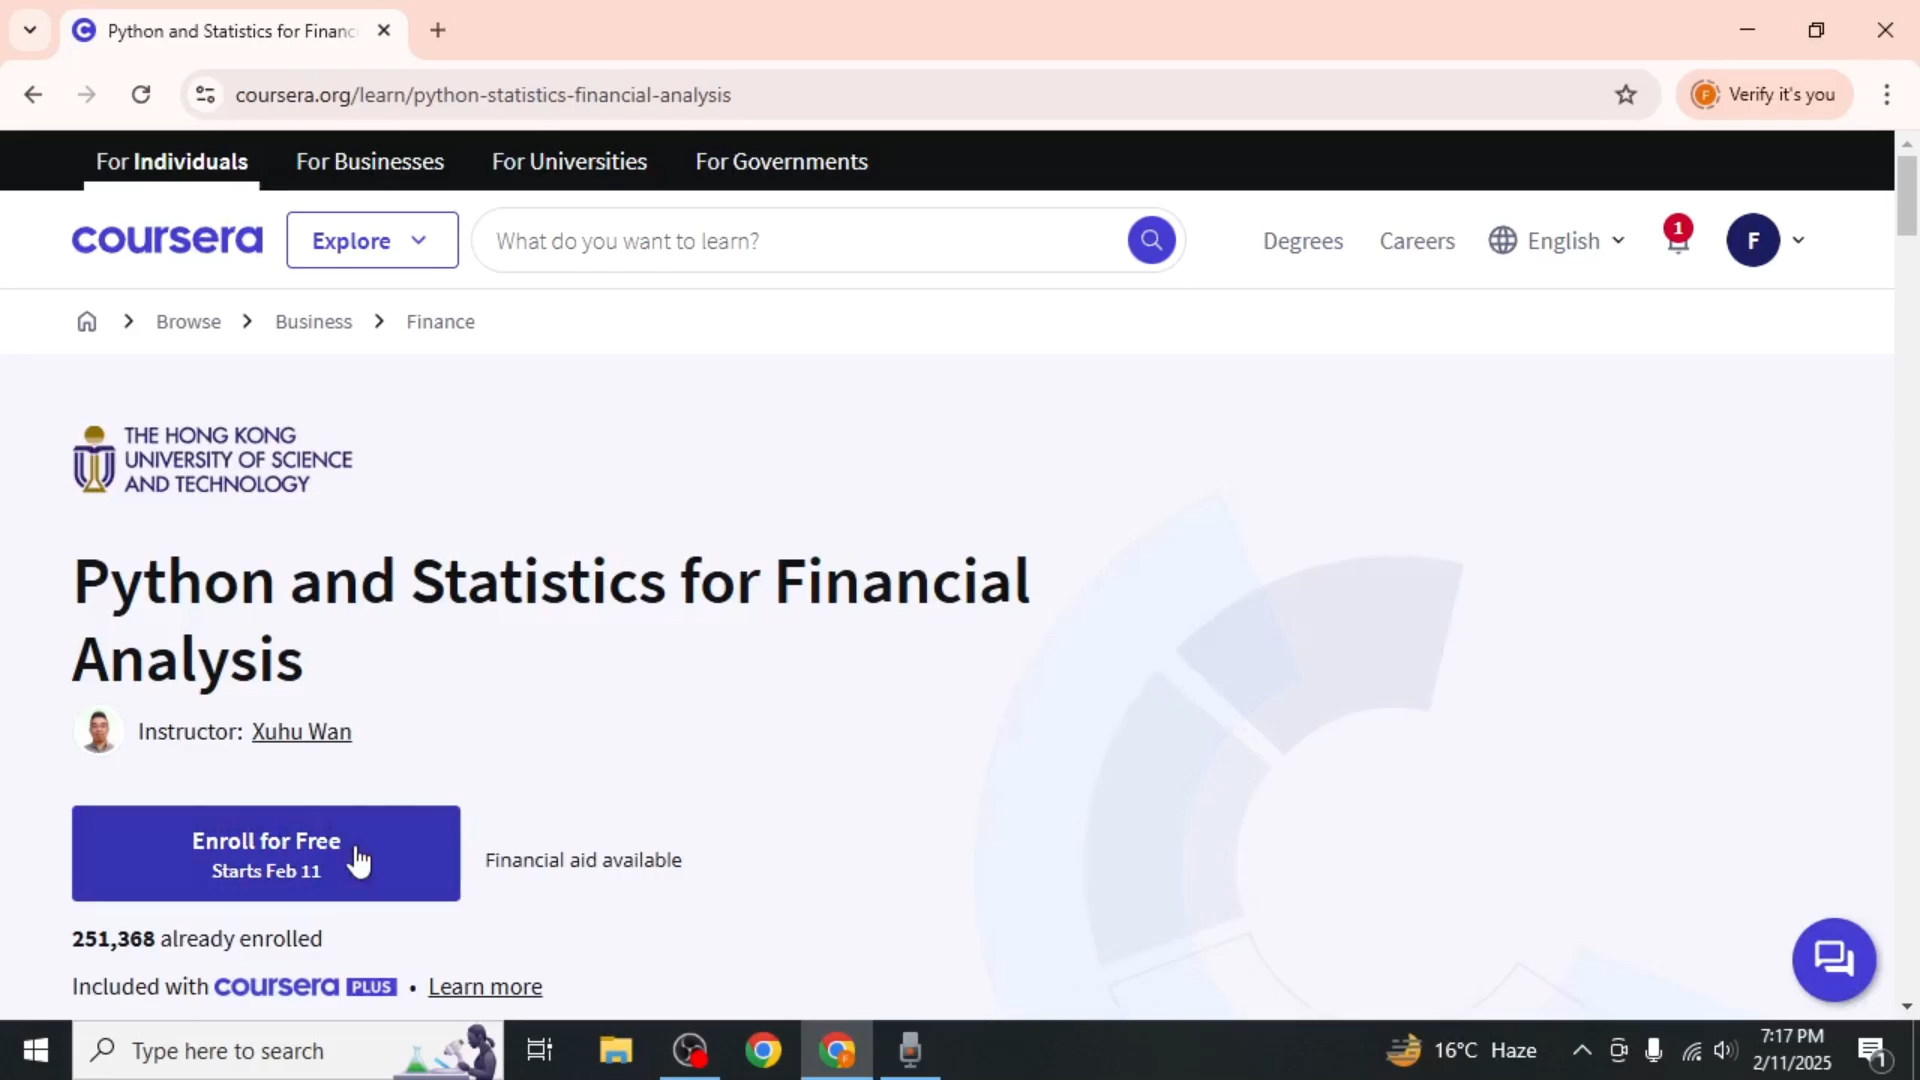 Python and Statistics for Financ
coursera.org/learn/python-statistics-financial-analysis
F Verify it's you
For Individuals For Businesses For Universities For Governments
coursera Explore What do you want to learn? Degrees Careers English 1 F
Browse Business Finance
THE HONG KONG
UNIVERSITY OF SCIENCE
AND TECHNOLOGY
Python and Statistics for Financial
Analysis
Instructor: Xuhu Wan
Enroll for Free
Starts Feb 11
Financial aid available
251,368 already enrolled
Included with coursera PLUS • Learn more
Type here to search
16°C Haze
7:17 PM
2/11/2025
1